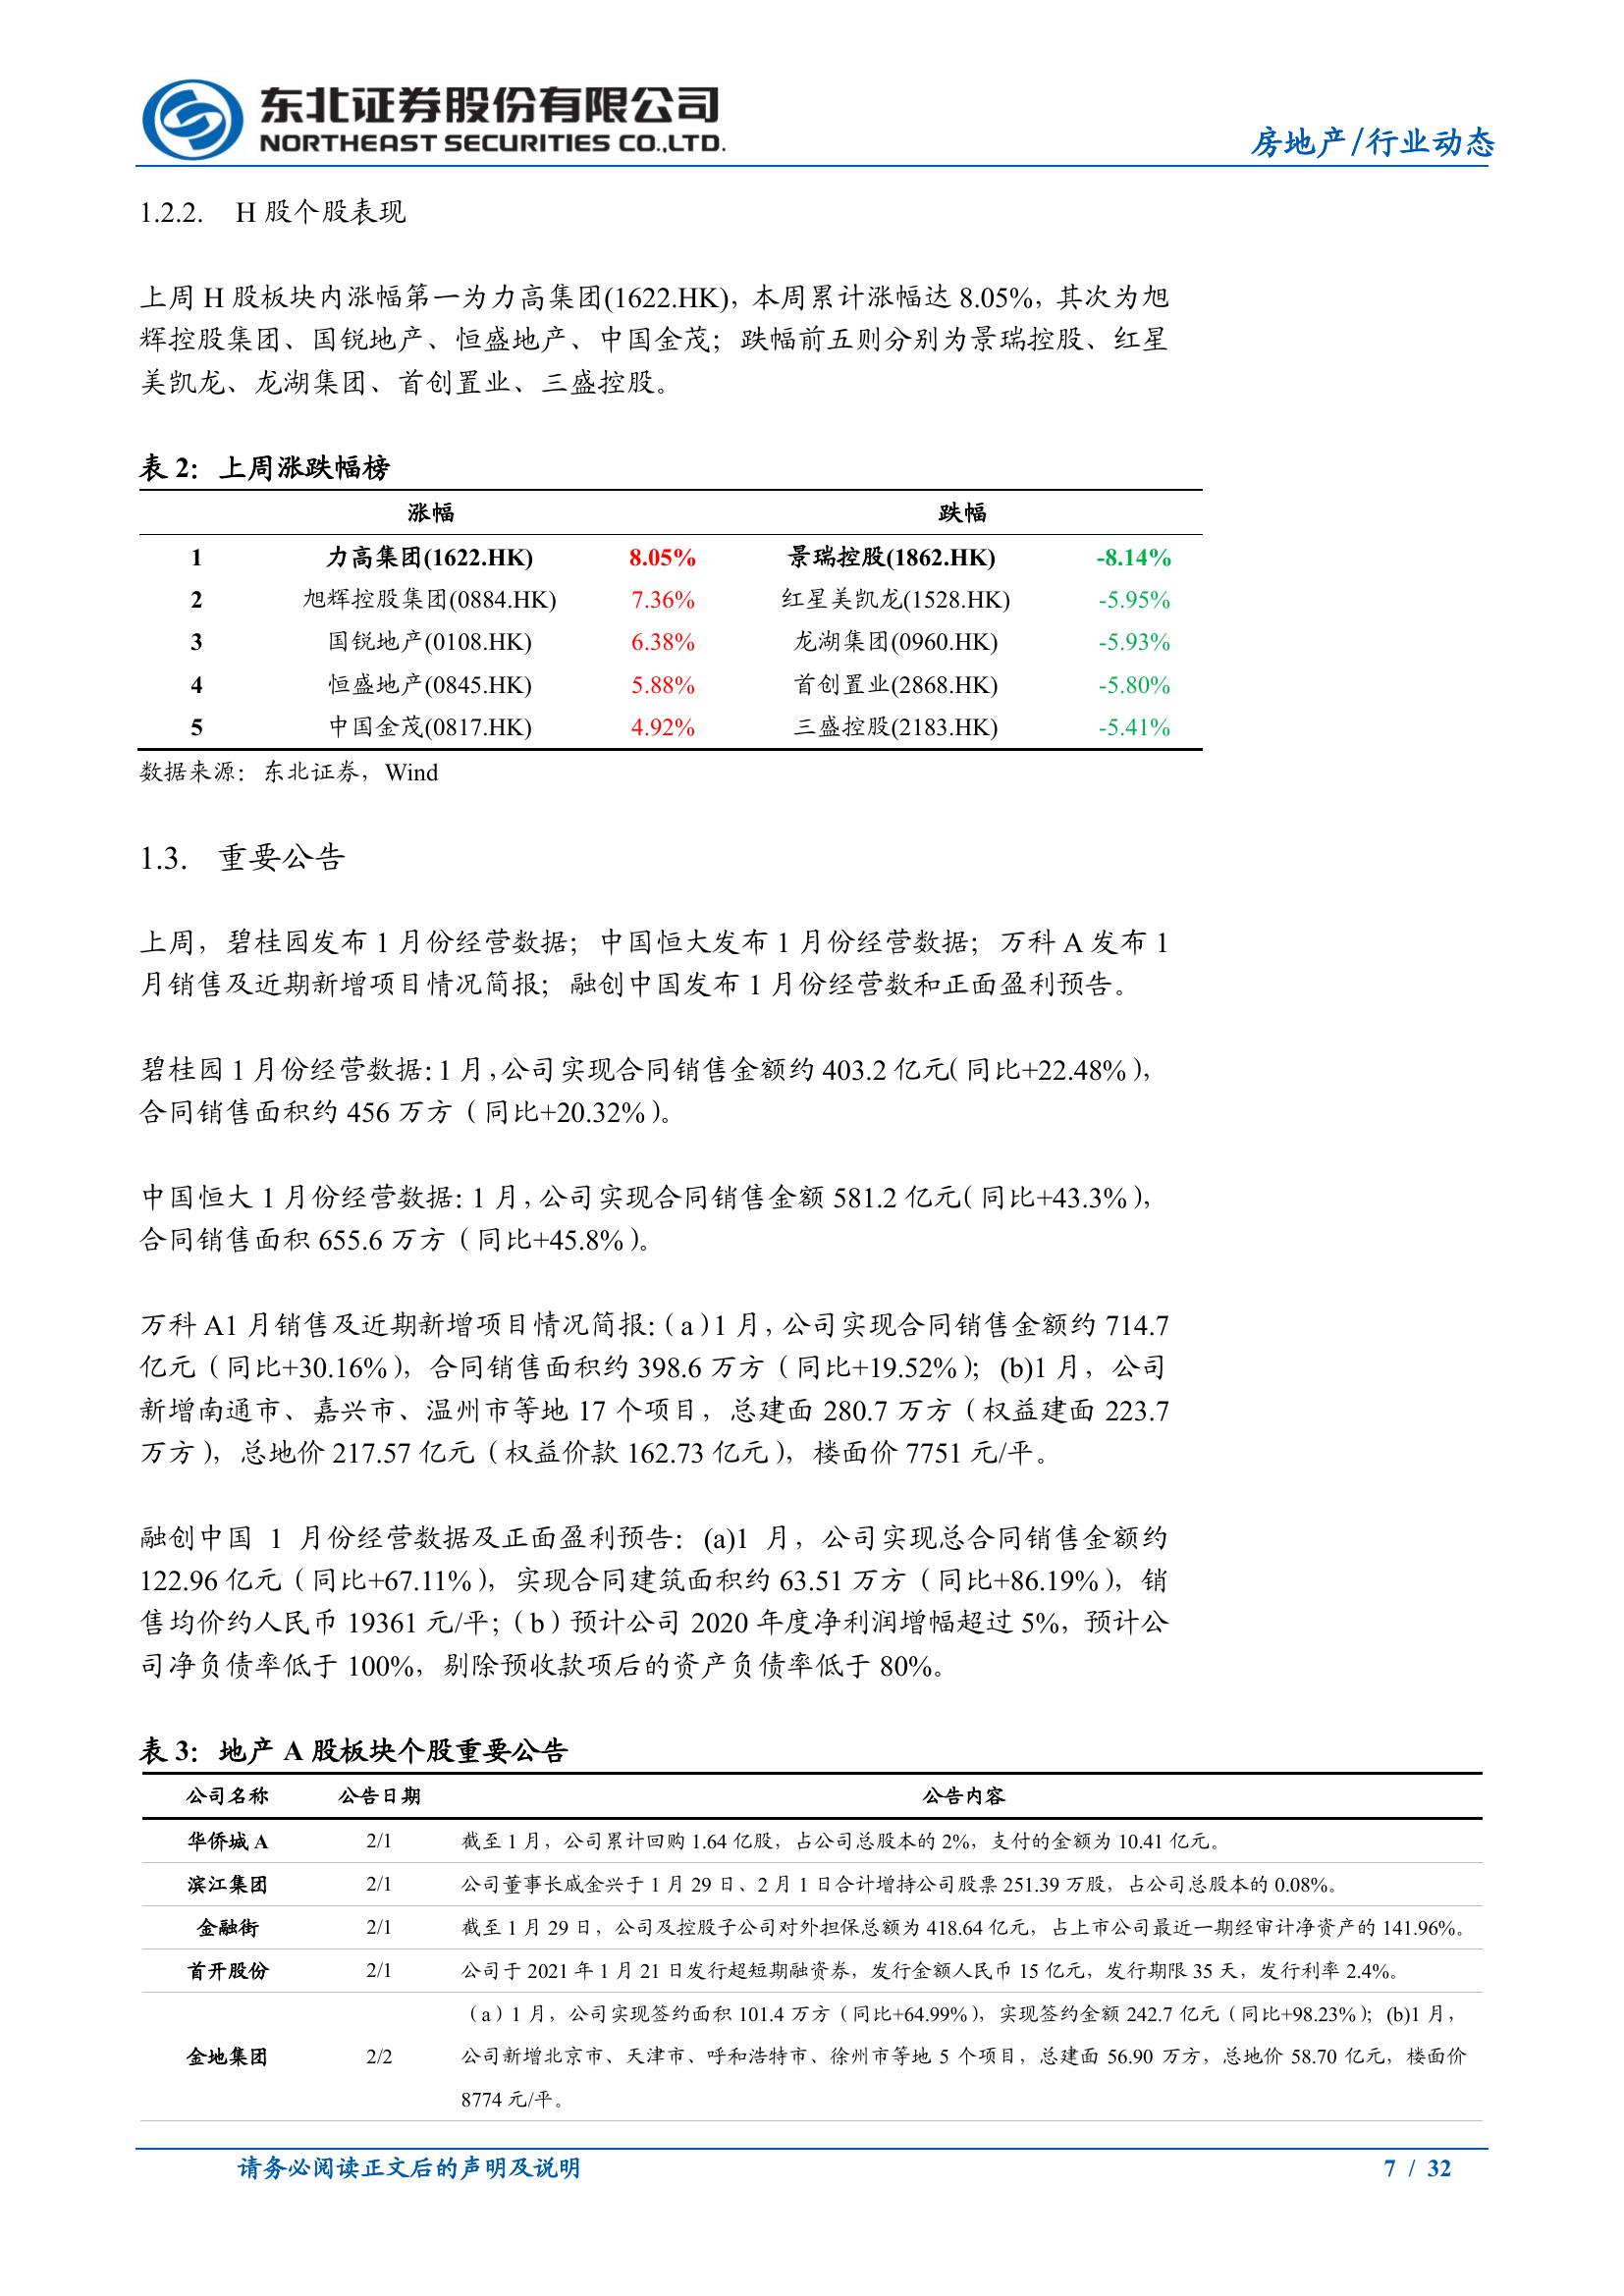 东北证券股份有限公司
NORTHEAST SECURITIES CO.,LTD.
房地产/行业动态
1.2.2. H 股个股表现
上周 H 股板块内涨幅第一为力高集团(1622.HK)，本周累计涨幅达 8.05%，其次为旭
辉控股集团、国锐地产、恒盛地产、中国金茂；跌幅前五则分别为景瑞控股、红星
美凯龙、龙湖集团、首创置业、三盛控股。
表 2：上周涨跌幅榜
涨幅 跌幅
1 力高集团(1622.HK) 8.05% 景瑞控股(1862.HK) -8.14%
2 旭辉控股集团(0884.HK) 7.36% 红星美凯龙(1528.HK) -5.95%
3 国锐地产(0108.HK) 6.38% 龙湖集团(0960.HK) -5.93%
4 恒盛地产(0845.HK) 5.88% 首创置业(2868.HK) -5.80%
5 中国金茂(0817.HK) 4.92% 三盛控股(2183.HK) -5.41%
数据来源：东北证券，Wind
1.3. 重要公告
上周，碧桂园发布 1 月份经营数据；中国恒大发布 1 月份经营数据；万科 A 发布 1
月销售及近期新增项目情况简报；融创中国发布 1 月份经营数和正面盈利预告。
碧桂园 1 月份经营数据：1 月，公司实现合同销售金额约 403.2 亿元（同比+22.48%），
合同销售面积约 456 万方（同比+20.32%）。
中国恒大 1 月份经营数据：1 月，公司实现合同销售金额 581.2 亿元（同比+43.3%），
合同销售面积 655.6 万方（同比+45.8%）。
万科 A1 月销售及近期新增项目情况简报：（a）1 月，公司实现合同销售金额约 714.7
亿元（同比+30.16%），合同销售面积约 398.6 万方（同比+19.52%）；(b)1 月，公司
新增南通市、嘉兴市、温州市等地 17 个项目，总建面 280.7 万方（权益建面 223.7
万方），总地价 217.57 亿元（权益价款 162.73 亿元），楼面价 7751 元/平。
融创中国 1 月份经营数据及正面盈利预告：(a)1 月，公司实现总合同销售金额约
122.96 亿元（同比+67.11%），实现合同建筑面积约 63.51 万方（同比+86.19%），销
售均价约人民币 19361 元/平；（b）预计公司 2020 年度净利润增幅超过 5%，预计公
司净负债率低于 100%，剔除预收款项后的资产负债率低于 80%。
表 3：地产 A 股板块个股重要公告
公司名称 公告日期 公告内容
华侨城 A 2/1 截至 1 月，公司累计回购 1.64 亿股，占公司总股本的 2%，支付的金额为 10.41 亿元。
滨江集团 2/1 公司董事长戚金兴于 1 月 29 日、2 月 1 日合计增持公司股票 251.39 万股，占公司总股本的 0.08%。
金融街 2/1 截至 1 月 29 日，公司及控股子公司对外担保总额为 418.64 亿元，占上市公司最近一期经审计净资产的 141.96%。
首开股份 2/1 公司于 2021 年 1 月 21 日发行超短期融资券，发行金额人民币 15 亿元，发行期限 35 天，发行利率 2.4%。
（a）1 月，公司实现签约面积 101.4 万方（同比+64.99%），实现签约金额 242.7 亿元（同比+98.23%）；(b)1 月，
金地集团 2/2 公司新增北京市、天津市、呼和浩特市、徐州市等地 5 个项目，总建面 56.90 万方，总地价 58.70 亿元，楼面价
8774 元/平。
请务必阅读正文后的声明及说明 7 / 32